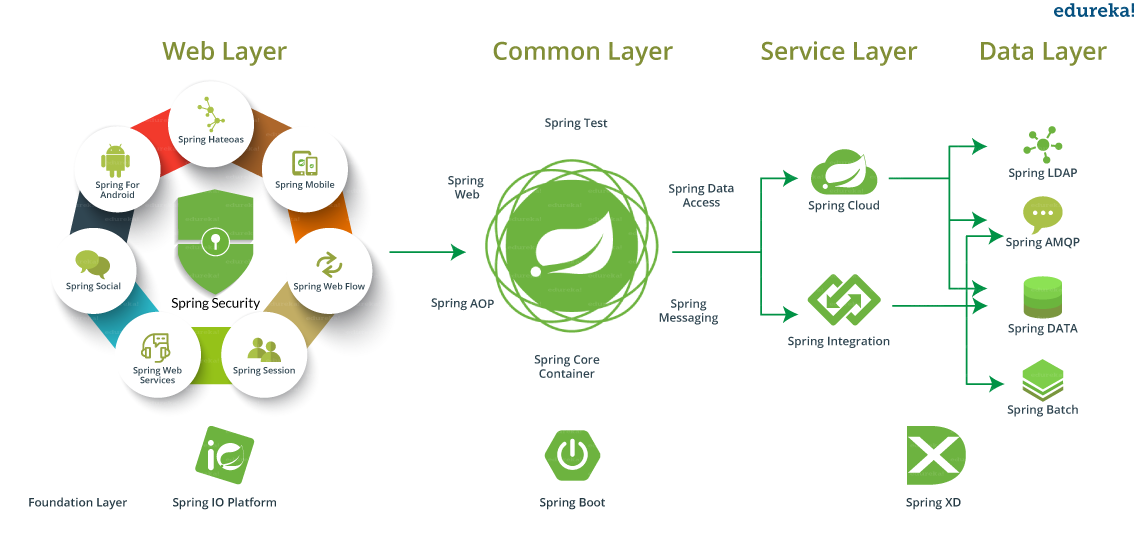 edureka!
Web Layer
Common Layer
Service Layer
Data Layer
Spring Hateoas
Spring For
Android
Spring Mobile
Spring Social
Spring Web Flow
Spring Security
Spring Web
Services
Spring Session
Spring Test
Spring
Web
Spring Data
Access
Spring AOP
Spring
Messaging
Spring Core
Container
Spring Cloud
Spring Integration
Spring LDAP
Spring AMQP
Spring DATA
Spring Batch
Foundation Layer
Spring IO Platform
Spring Boot
Spring XD